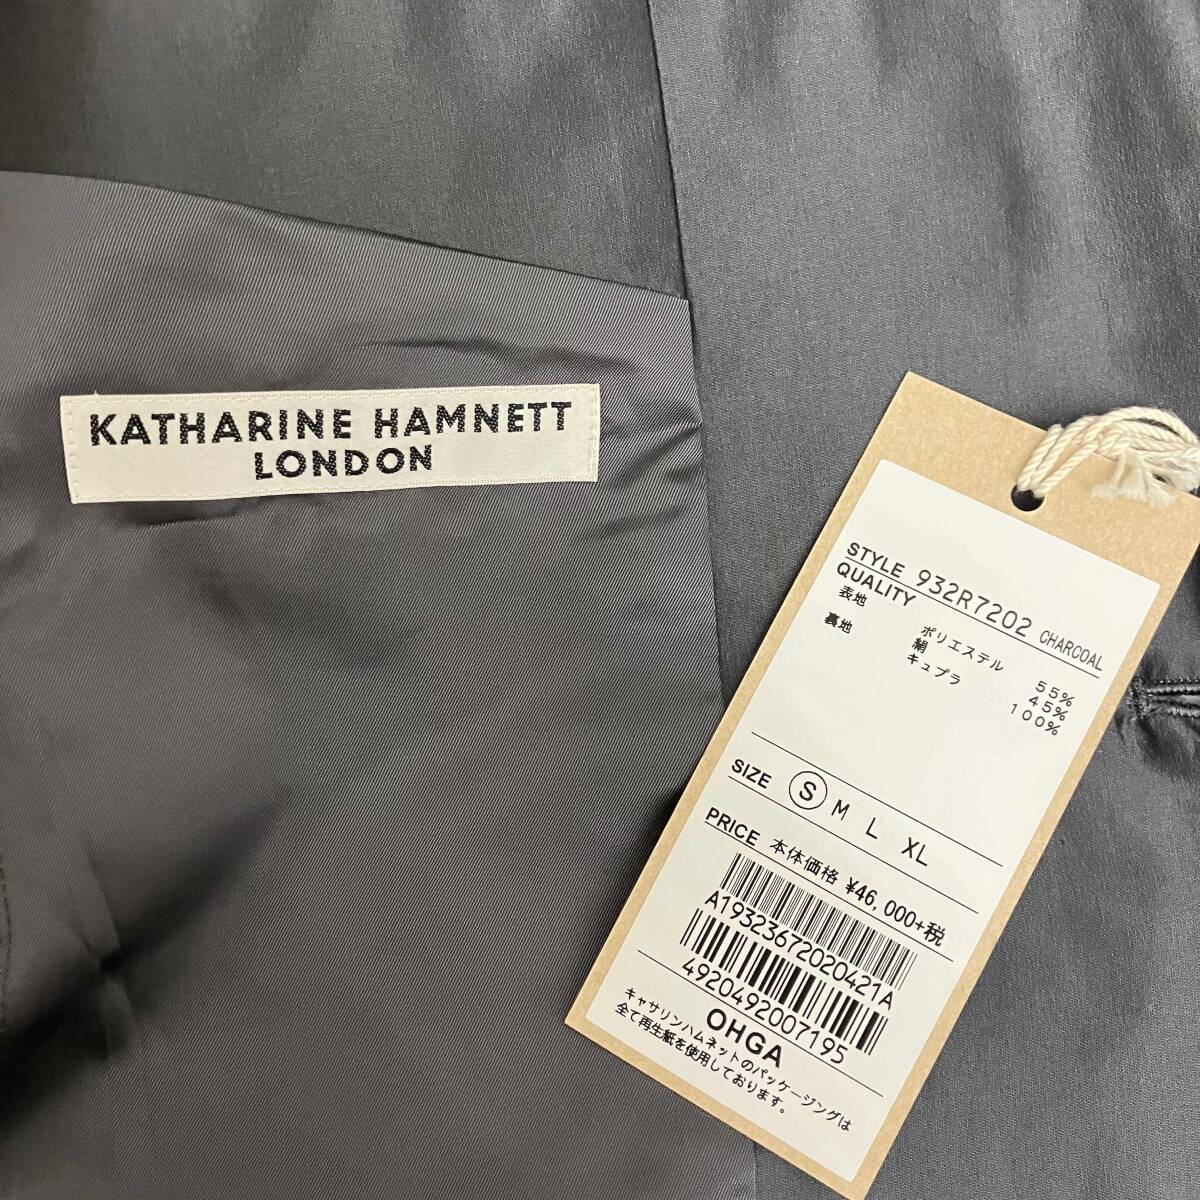 KATHARINE HAMNETT
LONDON
STYLE 932R7202 CHARCOAL
QUALITY
表地 ポリエステル 55%
絹 45%
裏地 キュプラ 100%
SIZE S M L XL
PRICE 本体価格 ¥46,000+税
A19323672020421A
4920492007195
OHGA
キャサリンハムネットのパッケージングは
全て再生紙を使用しております。